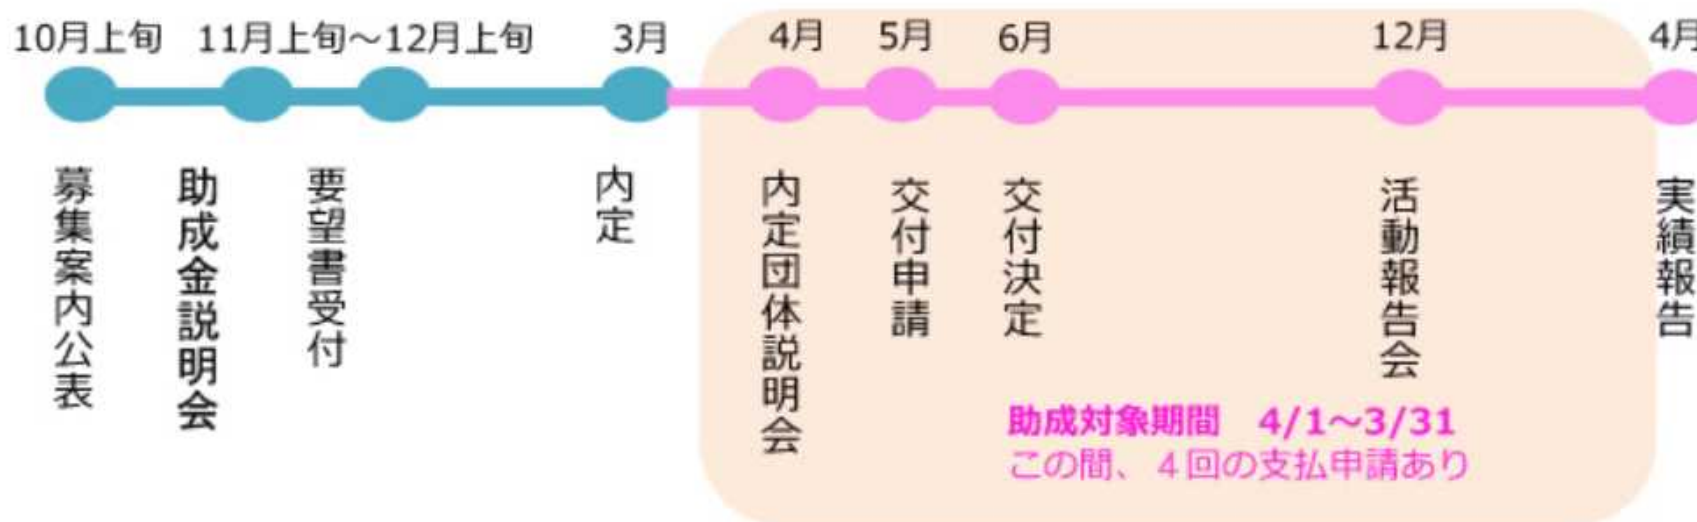 10月上旬
11月上旬～12月上旬
3月
4月
5月
6月
12月
4月
募集案内公表
助成金説明会
要望書受付
内定
内定団体説明会
交付申請
交付決定
活動報告会
実績報告
助成対象期間　4/1～3/31
この間、４回の支払申請あり